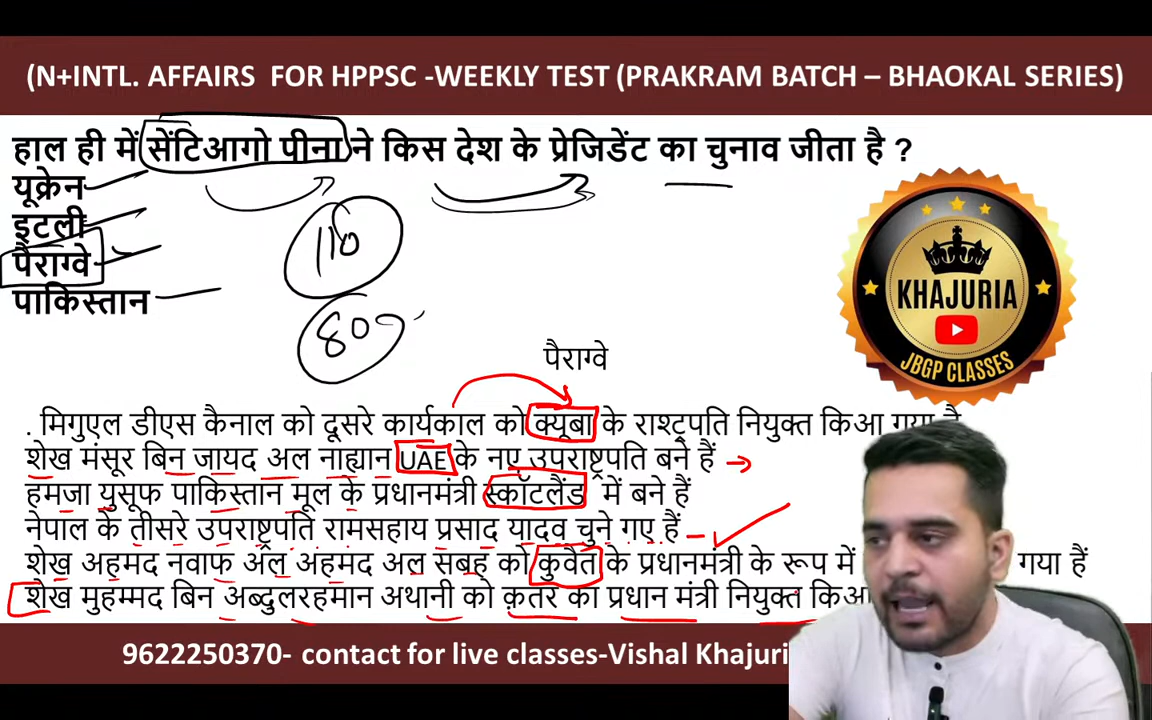 (N+INTL. AFFAIRS FOR HPPSC -WEEKLY TEST (PRAKRAM BATCH – BHAOKAL SERIES)
हाल ही में सेंटिआगो पीना ने किस देश के प्रेजिडेंट का चुनाव जीता है ?
यूक्रेन
इटली
पैराग्वे
पाकिस्तान
110
80
KHAJURIA
JBGP CLASSES
पैराग्वे
. मिगुएल डीएस कैनाल को दूसरे कार्यकाल को क्यूबा के राश्ट्रपति नियुक्त किआ गया है
शेख मंसूर बिन जायद अल नाह्यान UAE के नए उपराष्ट्रपति बने हैं
हमजा युसूफ पाकिस्तान मूल के प्रधानमंत्री स्कॉटलैंड में बने हैं
नेपाल के तीसरे उपराष्ट्रपति रामसहाय प्रसाद यादव चुने गए हैं
शेख अहमद नवाफ अल अहमद अल सबह को कुवैत के प्रधानमंत्री के रूप में गया हैं
शेख मुहम्मद बिन अब्दुलरहमान अथानी को क़तर का प्रधान मंत्री नियुक्त
9622250370- contact for live classes-Vishal